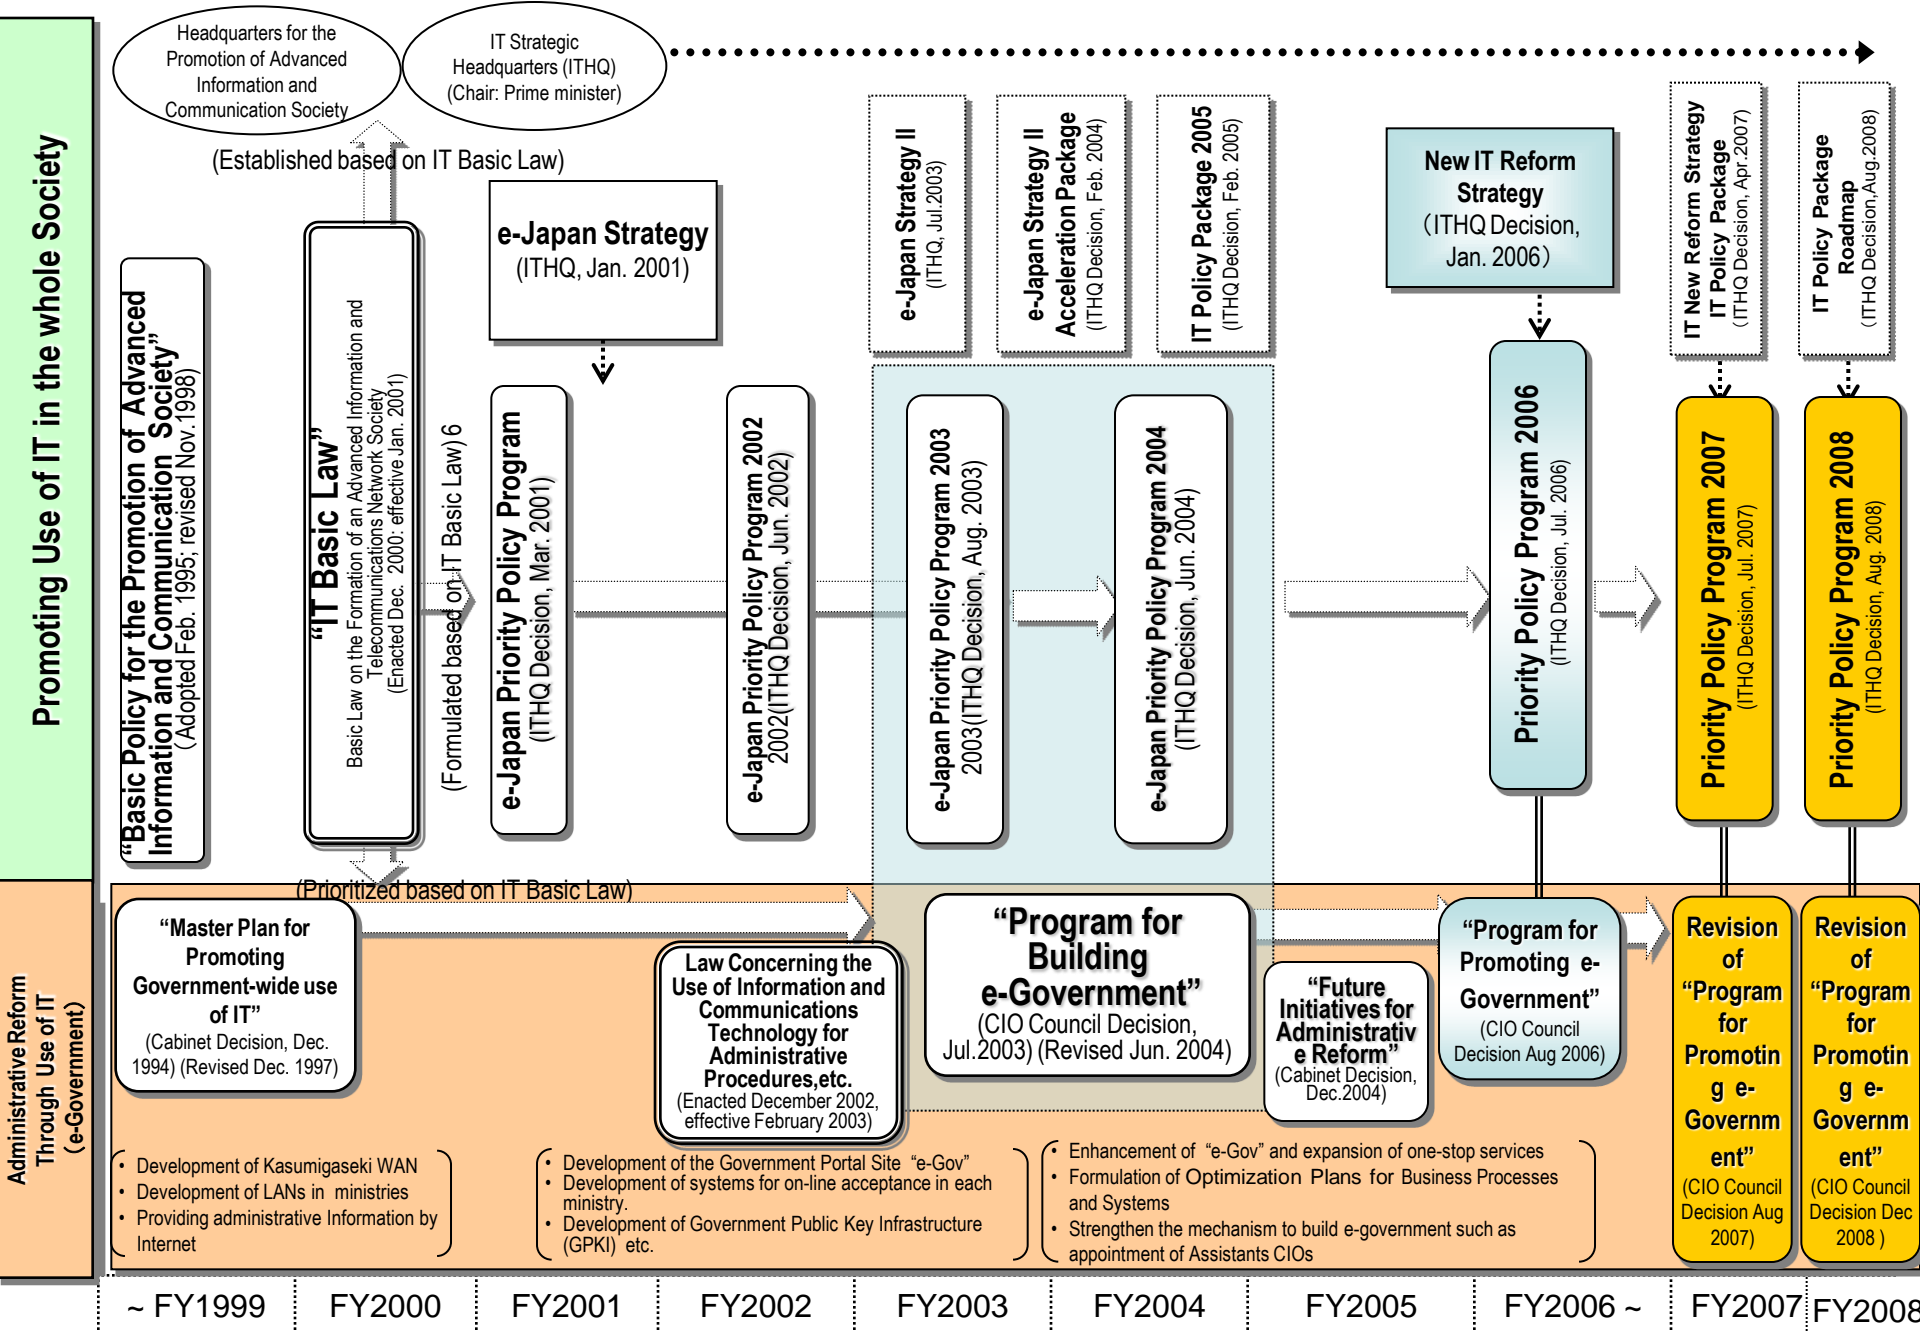 Promoting Use of IT in the whole Society
Headquarters for the
Promotion of Advanced
Information and
Communication Society
IT Strategic
Headquarters (ITHQ)
(Chair: Prime minister)
(Established based on IT Basic Law)
“Basic Policy for the Promotion of Advanced
Information and Communication Society”
(Adopted Feb. 1995; revised Nov.1998)
“IT Basic Law”
Basic Law on the Formation of an Advanced Information and
Telecommunications Network Society
(Enacted Dec. 2000: effective Jan. 2001)
(Formulated based on IT Basic Law)6
e-Japan Strategy
(ITHQ, Jan. 2001)
e-Japan Priority Policy Program
(ITHQ Decision, Mar. 2001)
e-Japan Priority Policy Program 2002
2002(ITHQ Decision, Jun. 2002)
e-Japan Strategy II
(ITHQ, Jul.2003)
e-Japan Priority Policy Program 2003
2003(ITHQ Decision, Aug. 2003)
e-Japan Strategy II
Acceleration Package
(ITHQ Decision, Feb. 2004)
e-Japan Priority Policy Program 2004
(ITHQ Decision, Jun. 2004)
IT Policy Package 2005
(ITHQ Decision, Feb. 2005)
New IT Reform
Strategy
（ITHQ Decision,
Jan. 2006）
Priority Policy Program 2006
(ITHQ Decision, Jul. 2006)
IT New Reform Strategy
IT Policy Package
(ITHQ Decision, Apr.2007)
Priority Policy Program 2007
(ITHQ Decision, Jul. 2007)
IT Policy Package
Roadmap
(ITHQ Decision,Aug.2008)
Priority Policy Program 2008
(ITHQ Decision, Aug. 2008)
Administrative Reform
Through Use of IT
(e-Government)
(Prioritized based on IT Basic Law)
“Master Plan for
Promoting
Government-wide use
of IT”
(Cabinet Decision, Dec.
1994) (Revised Dec. 1997)
Law Concerning the
Use of Information and
Communications
Technology for
Administrative
Procedures,etc.
(Enacted December 2002,
effective February 2003)
“Program for
Building
e-Government”
(CIO Council Decision,
Jul.2003) (Revised Jun. 2004)
“Future
Initiatives for
Administrativ
e Reform”
(Cabinet Decision,
Dec.2004)
“Program for
Promoting e-
Government”
(CIO Council
Decision Aug 2006)
Revision
of
“Program
for
Promotin
g e-
Governm
ent”
(CIO Council
Decision Aug
2007)
Revision
of
“Program
for
Promotin
g e-
Governm
ent”
(CIO Council
Decision Dec
2008 )
• Development of Kasumigaseki WAN
• Development of LANs in ministries
• Providing administrative Information by
Internet
• Development of the Government Portal Site “e-Gov”
• Development of systems for on-line acceptance in each
ministry.
• Development of Government Public Key Infrastructure
(GPKI) etc.
• Enhancement of “e-Gov” and expansion of one-stop services
• Formulation of Optimization Plans for Business Processes
and Systems
• Strengthen the mechanism to build e-government such as
appointment of Assistants CIOs
~ FY1999
FY2000
FY2001
FY2002
FY2003
FY2004
FY2005
FY2006 ~
FY2007
FY2008